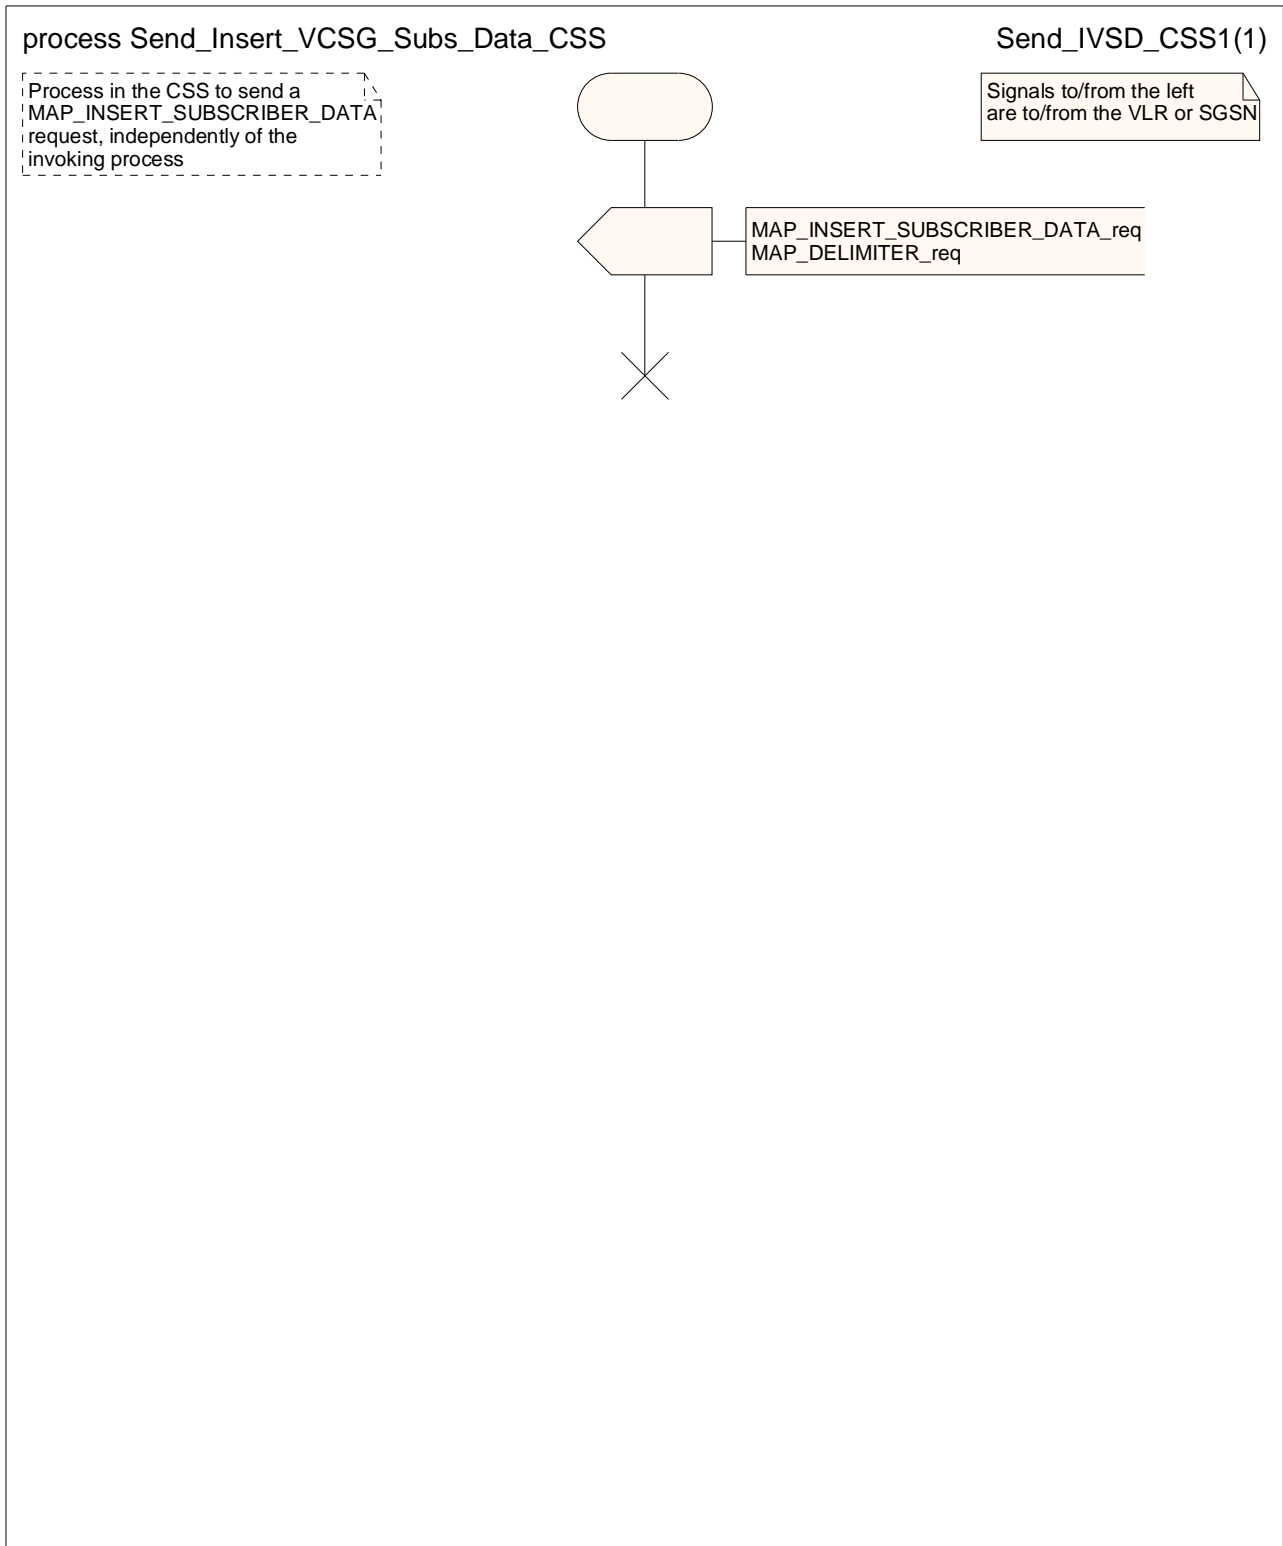 process Send_Insert_VCSG_Subs_Data_CSS
Send_IVSD_CSS1(1)
Process in the CSS to send a
MAP_INSERT_SUBSCRIBER_DATA
request, independently of the
invoking process
Signals to/from the left
are to/from the VLR or SGSN
MAP_INSERT_SUBSCRIBER_DATA_req
MAP_DELIMITER_req